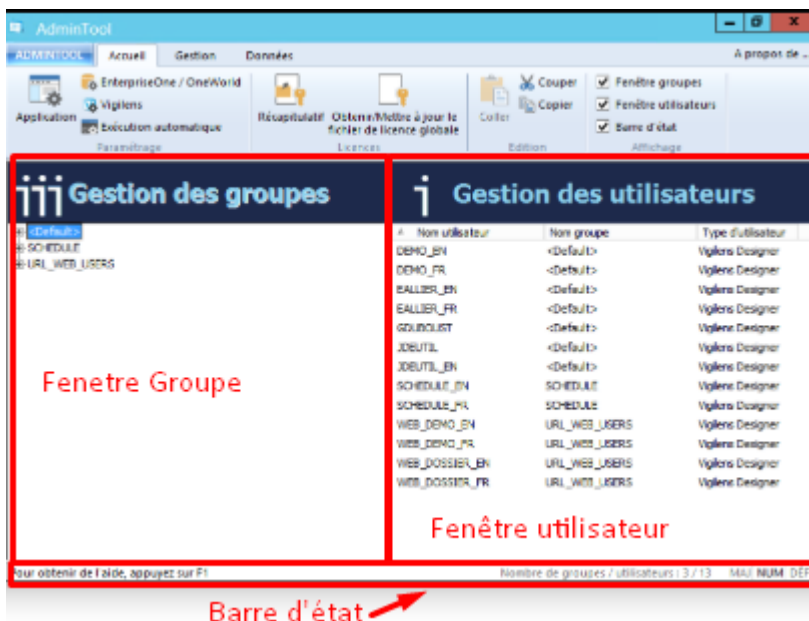 AdminTool
ADMINTOOL Accueil Gestion Données A propos de ..
Application
EnterpriseOne / OneWorld
Vigilens
Exécution automatique
Paramétrage
Récapitulatif
Obtenir/Mettre à jour le
fichier de licence globale
Licences
Coller
Couper
Copier
Edition
Fenêtre groupes
Fenêtre utilisateurs
Barre d'état
Affichage
Gestion des groupes
<Default>
SCHEDULE
URL_WEB_USERS
Fenetre Groupe
Gestion des utilisateurs
Nom utilisateur Nom groupe Type d'utilisateur
DEMO_EN <Default> Vigilens Designer
DEMO_FR <Default> Vigilens Designer
EALLIER_EN <Default> Vigilens Designer
EALLIER_FR <Default> Vigilens Designer
<Default> Vigilens Designer
JDEUTIL <Default> Vigilens Designer
JDEUTIL_EN <Default> Vigilens Designer
SCHEDULE_EN SCHEDULE Vigilens Designer
SCHEDULE_FR SCHEDULE Vigilens Designer
WEB_DEMO_EN URL_WEB_USERS Vigilens Designer
WEB_DEMO_FR URL_WEB_USERS Vigilens Designer
WEB_DOSSIER_EN URL_WEB_USERS Vigilens Designer
WEB_DOSSIER_FR URL_WEB_USERS Vigilens Designer
Fenêtre utilisateur
Pour obtenir de l'aide, appuyez sur F1 Nombre de groupes / utilisateurs : 3 / 13 MAJ NUM DÉF
Barre d'état